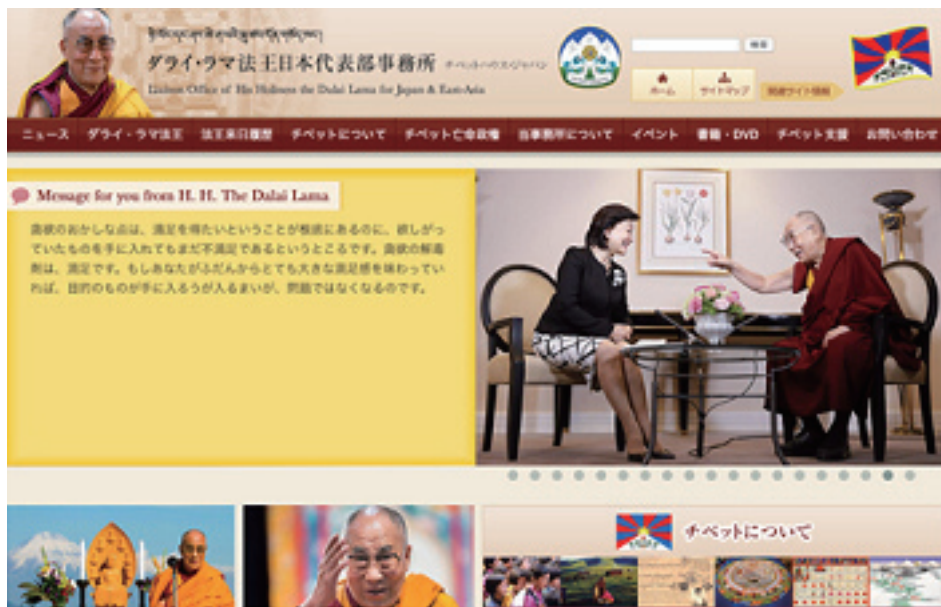 ダライ・ラマ法王日本代表部事務所 チベットハウス・ジャパン
Liaison Office of His Holiness the Dalai Lama for Japan & East-Asia
検索
ホーム サイトマップ 関連サイト情報
ニュース ダライ・ラマ法王 法王来日履歴 チベットについて チベット亡命政権 当事務所について イベント 書籍・DVD チベット支援 お問い合わせ
Message for you from H. H. The Dalai Lama
貪欲のおかしな点は、満足を得たいということが根底にあるのに、欲しがっ
ていたものを手に入れてもまだ不満足であるというところです。貪欲の解毒
剤は、満足です。もしあなたがふだんからとても大きな満足感を味わってい
れば、目的のものが手に入ろうが入るまいが、問題ではなくなるのです。
チベットについて